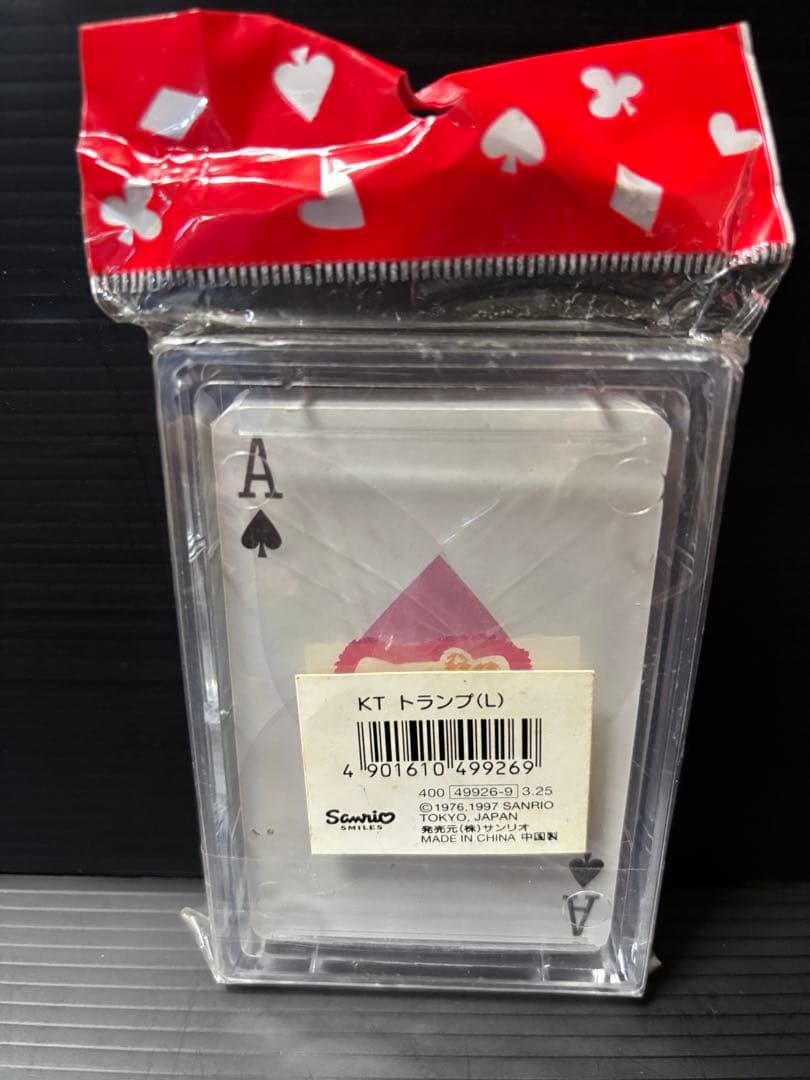 A
KT トランプ(L)
4 901610 499269
400 49926-9 3.25
©1976,1997 SANRIO
TOKYO, JAPAN
発売元(株)サンリオ
MADE IN CHINA 中国製
Sanrio
SMILES
A